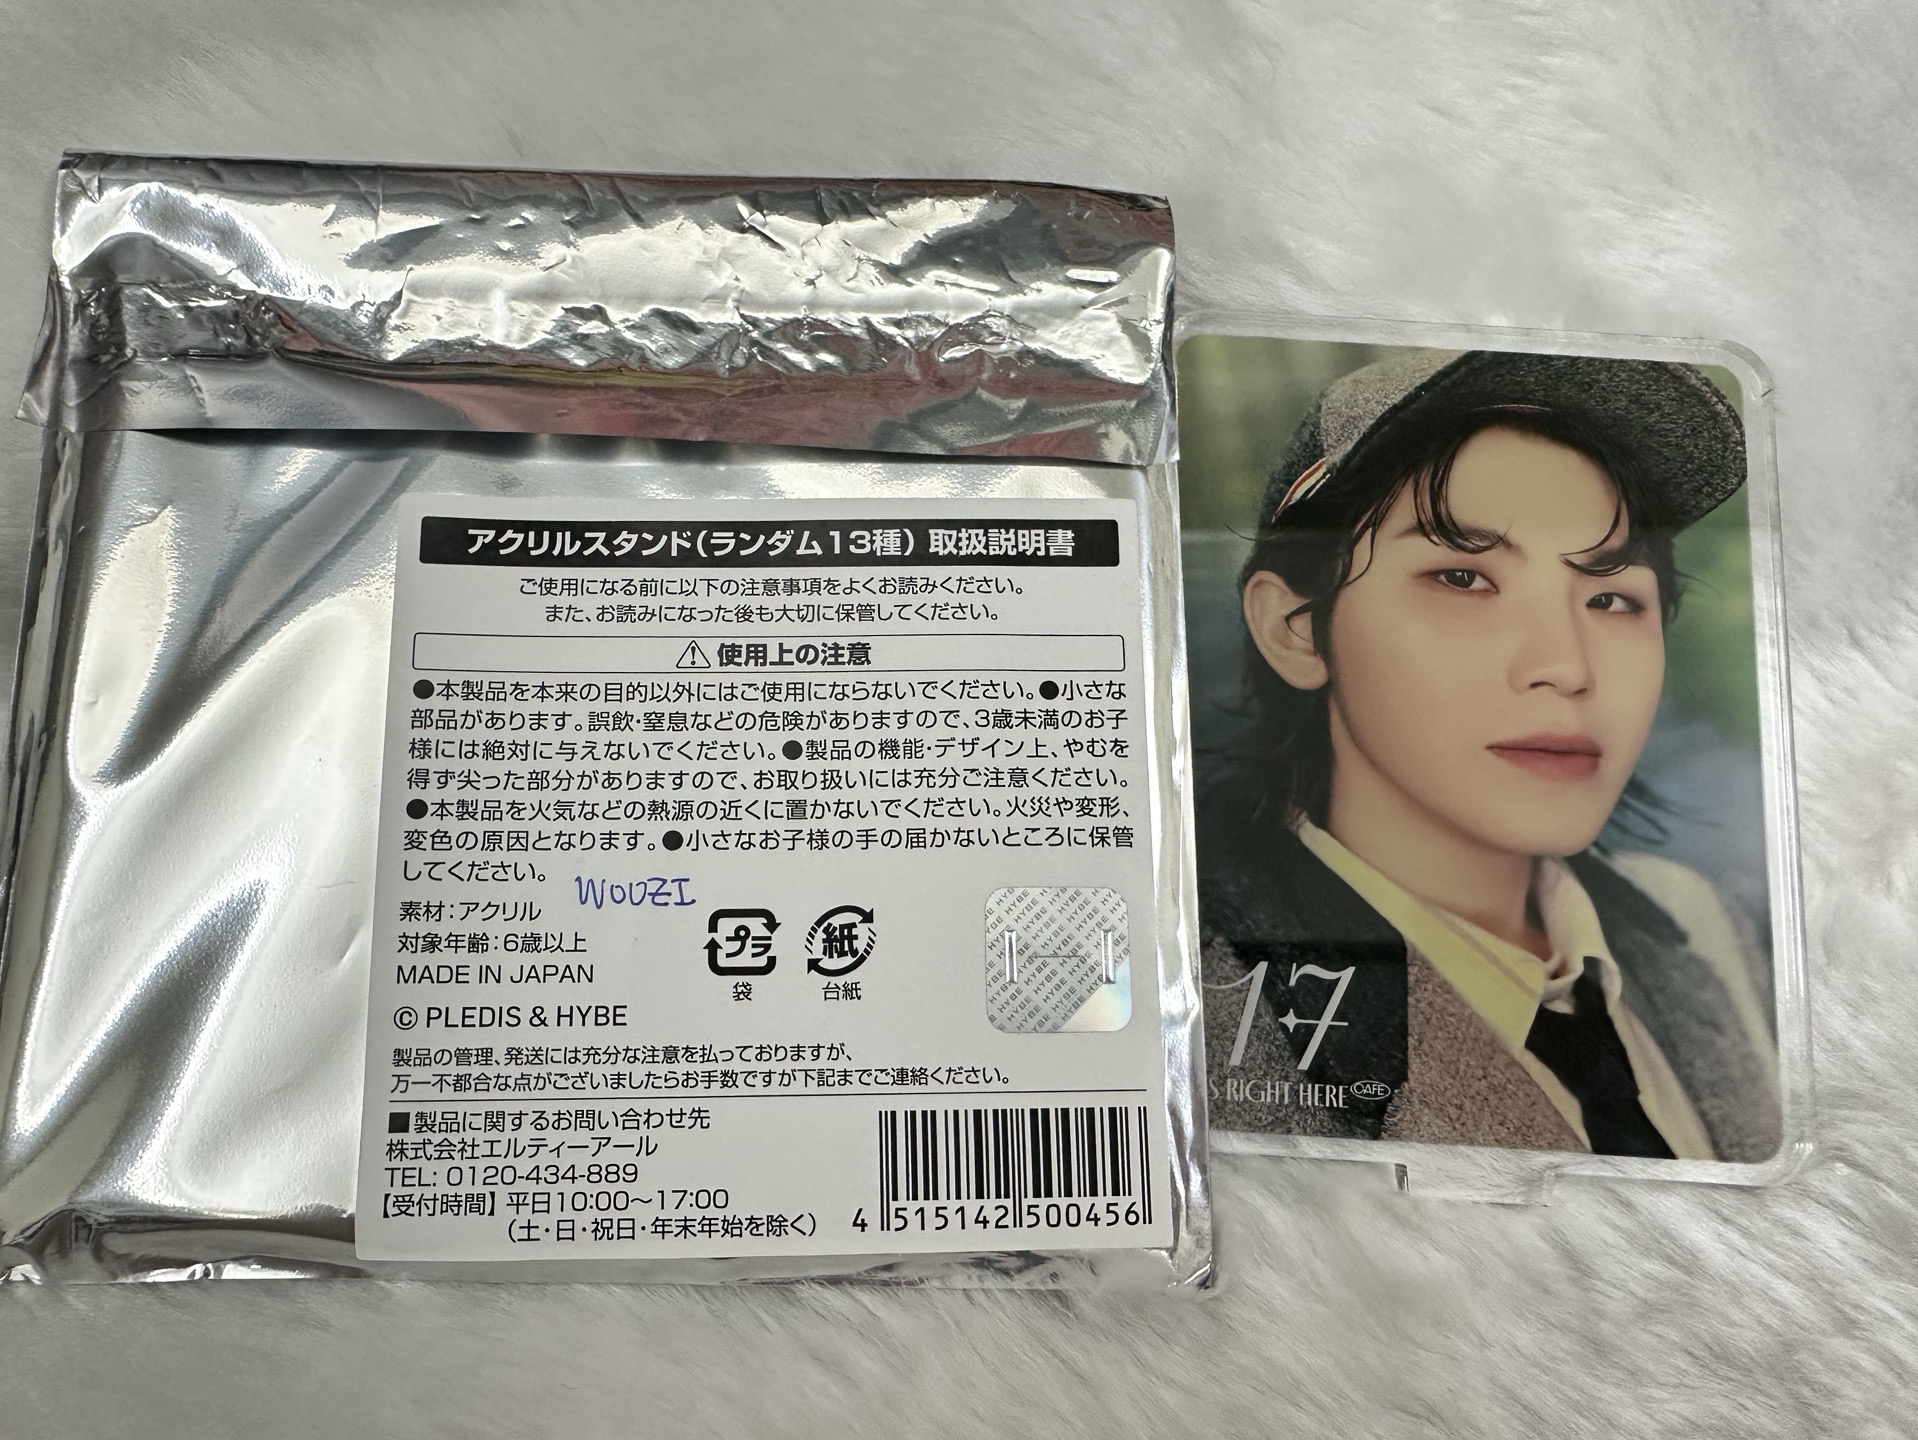 アクリルスタンド(ランダム13種) 取扱説明書
ご使用になる前に以下の注意事項をよくお読みください。
また、お読みになった後も大切に保管してください。
使用上の注意
●本製品を本来の目的以外にはご使用にならないでください。●小さな
部品があります。誤飲・窒息などの危険がありますので、3歳未満のお子
様には絶対に与えないでください。●製品の機能・デザイン上、やむを
得ず尖った部分がありますので、お取り扱いには充分ご注意ください。
●本製品を火気などの熱源の近くに置かないでください。火災や変形、
変色の原因となります。●小さなお子様の手の届かないところに保管
してください。
WOOZI
素材:アクリル
対象年齢:6歳以上
MADE IN JAPAN
© PLEDIS & HYBE
プラ
袋
紙
台紙
HYBE
製品の管理、発送には充分な注意を払っておりますが、
万一不都合な点がございましたらお手数ですが下記までご連絡ください。
■製品に関するお問い合わせ先
株式会社エルティーアール
TEL: 0120-434-889
【受付時間】平日10:00〜17:00
(土・日・祝日・年末年始を除く)
4 515142 500456
17
S RIGHT HERE CAFE